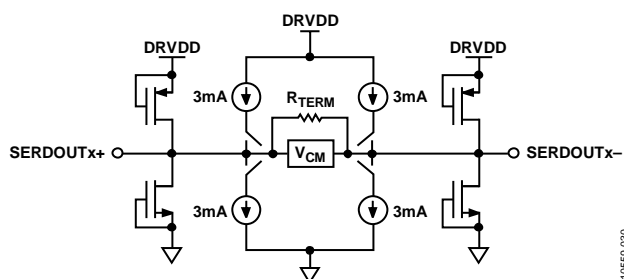 DRVDD
DRVDD
DRVDD
3mA
3mA
RTERM
SERDOUTx+
VCM
SERDOUTx–
3mA
3mA